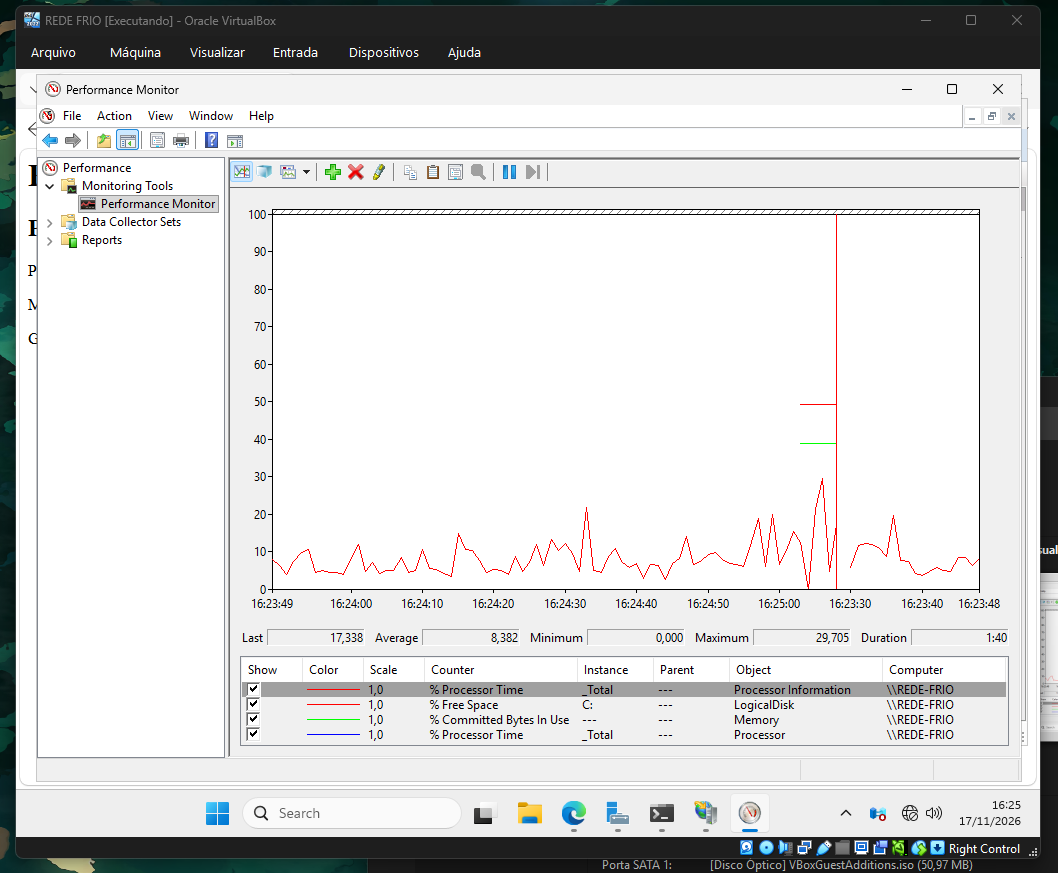 REDE FRIO [Executando] - Oracle VirtualBox
Arquivo Máquina Visualizar Entrada Dispositivos Ajuda
Performance Monitor
File Action View Window Help
Performance
Monitoring Tools
Performance Monitor
Data Collector Sets
Reports
P
M
G
100
90
80
70
60
50
40
30
20
10
0
16:23:49 16:24:00 16:24:10 16:24:20 16:24:30 16:24:40 16:24:50 16:25:00 16:23:30 16:23:40 16:23:48
Last 17,338 Average 8,382 Minimum 0,000 Maximum 29,705 Duration 1:40
Show Color Scale Counter Instance Parent Object Computer
1,0 % Processor Time _Total --- Processor Information \\REDE-FRIO
1,0 % Free Space C: --- LogicalDisk \\REDE-FRIO
1,0 % Committed Bytes In Use --- --- Memory \\REDE-FRIO
1,0 % Processor Time _Total --- Processor \\REDE-FRIO
Search
16:25
17/11/2026
Right Control
Porta SATA 1: [Disco Óptico] VBoxGuestAdditions.iso (50,97 MB)